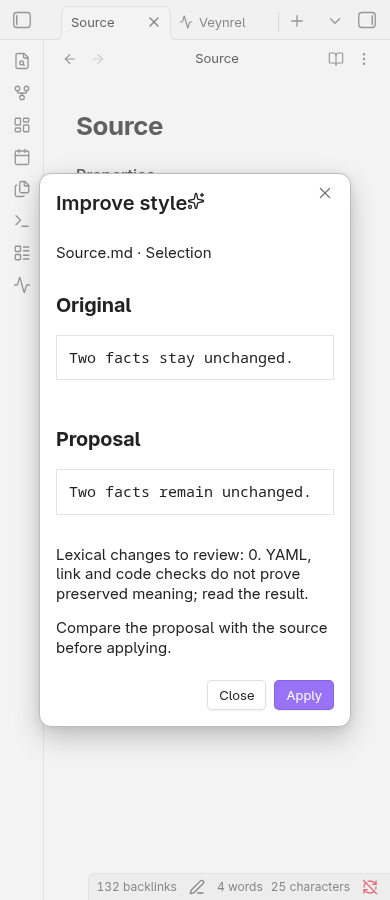 Source
Veynrel
Source
Source
Properties
Improve style
Source.md · Selection
Original
Two facts stay unchanged.
Proposal
Two facts remain unchanged.
Lexical changes to review: 0. YAML,
link and code checks do not prove
preserved meaning; read the result.
Compare the proposal with the source
before applying.
Close
Apply
132 backlinks
4 words
25 characters